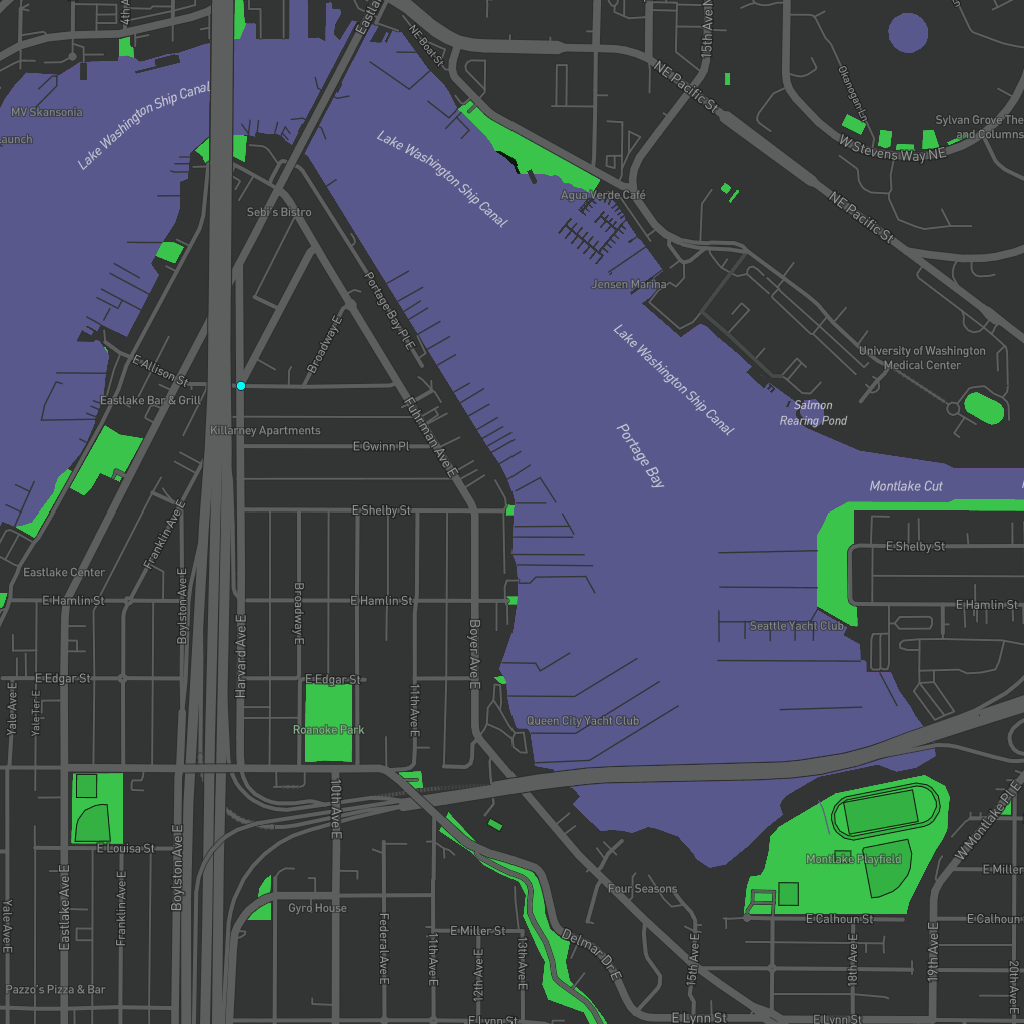 4th A
Eastla
NE Boat St
15th Ave N
Okanogan Ln
NE Pacific St
MV Skansonia
Lake Washington Ship Canal
aunch
Lake Washington Ship Canal
Sylvan Grove The
and Columns
W Stevens Way NE
Agua Verde Café
Sebi's Bistro
NE Pacific St
Jensen Marina
Portage Bay Pl E
Broadway E
Lake Washington Ship Canal
University of Washington
Medical Center
E Allison St
Eastlake Bar & Grill
Salmon
Rearing Pond
Killarney Apartments
E Gwinn Pl
Fuhrman Ave E
Portage Bay
Montlake Cut
E Shelby St
Franklin Ave E
E Shelby St
Eastlake Center
E Hamlin St
Boylston Ave E
Broadway E
E Hamlin St
E Hamlin St
Harvard Ave E
Boyer Ave E
Seattle Yacht Club
E Edgar St
E Edgar St
Yale Ave E
Yale Ter E
11th Ave E
Roanoke Park
Queen City Yacht Club
10th Ave E
W Montlake Pl E
E Louisa St
Boylston Ave E
Montlake Playfield
E Miller
Eastlake Ave E
Franklin Ave E
Yale Ave E
Gyro House
Four Seasons
Federal Ave E
11th Ave E
E Miller St
12th Ave E
13th Ave E
Delmar Dr E
15th Ave E
E Calhoun St
E Calhoun
18th Ave E
19th Ave E
20th Ave E
Pazzo's Pizza & Bar
E Lynn St
E Lynn St
E Lynn St